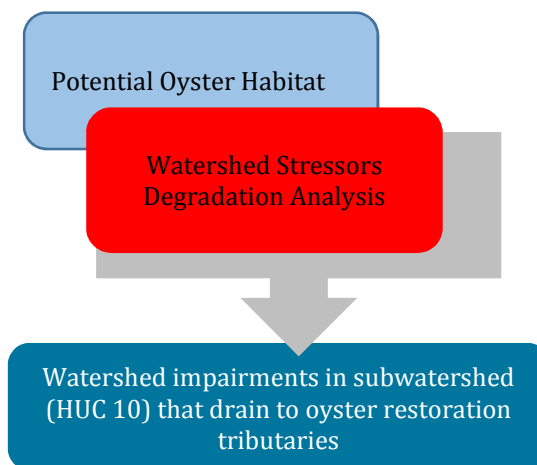 Potential Oyster Habitat
Watershed Stressors
Degradation Analysis
Watershed impairments in subwatershed
(HUC 10) that drain to oyster restoration
tributaries